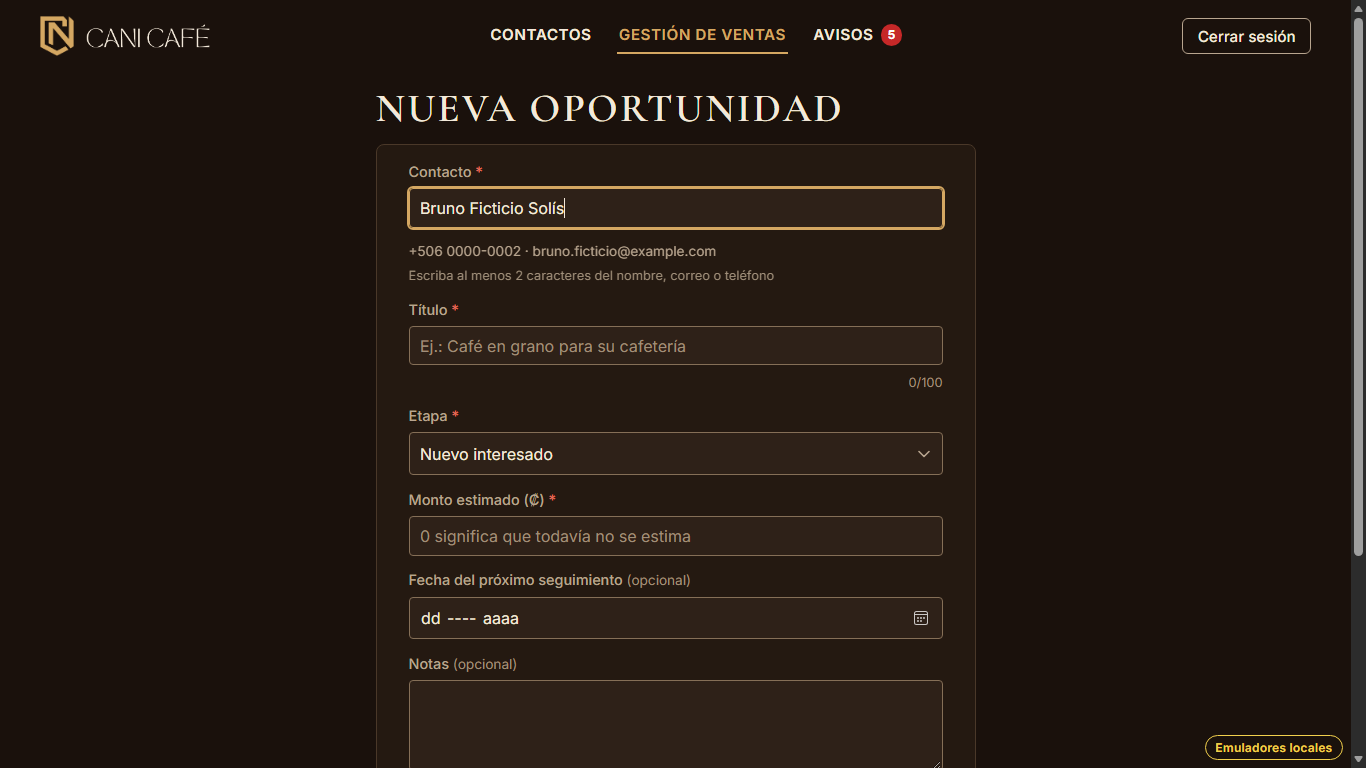 CANI CAFÉ
CONTACTOS
GESTIÓN DE VENTAS
AVISOS 5
Cerrar sesión
NUEVA OPORTUNIDAD
Contacto *
Bruno Ficticio Solís
+506 0000-0002 · bruno.ficticio@example.com
Escriba al menos 2 caracteres del nombre, correo o teléfono
Título *
Ej.: Café en grano para su cafetería
0/100
Etapa *
Nuevo interesado
Monto estimado (₡) *
0 significa que todavía no se estima
Fecha del próximo seguimiento (opcional)
dd ---- aaaa
Notas (opcional)
Emuladores locales